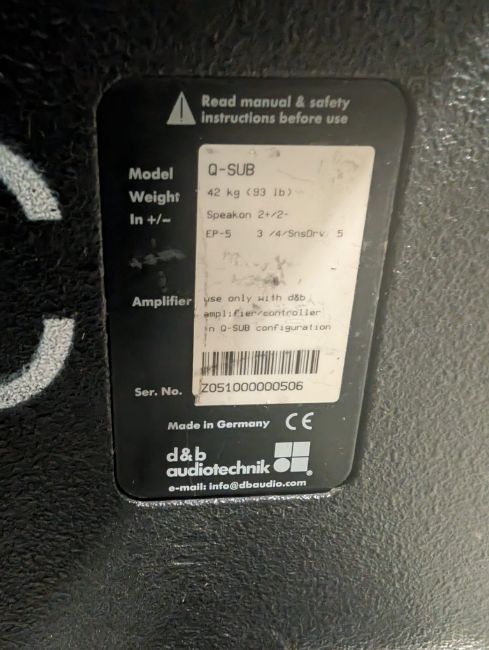 Read manual & safety
instructions before use
Model Q-SUB
Weight 42 kg (93 lb)
In +/– Speakon 2+/2-
EP-5 3 /4/SnsDrv: 5
Amplifier use only with d&b
amplifier/controller
in Q-SUB configuration
Ser. No. Z051000000506
Made in Germany CE
d&b
audiotechnik ®
e-mail: info@dbaudio.com